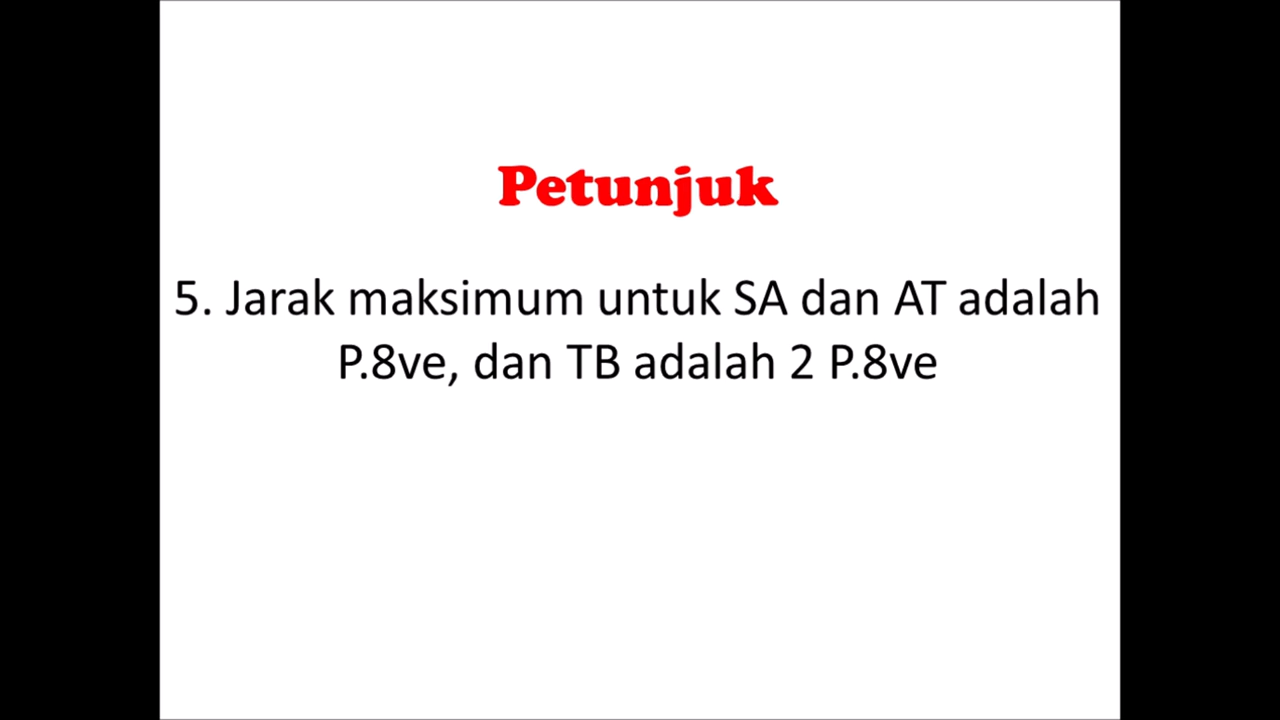 Petunjuk
5. Jarak maksimum untuk SA dan AT adalah
P.8ve, dan TB adalah 2 P.8ve